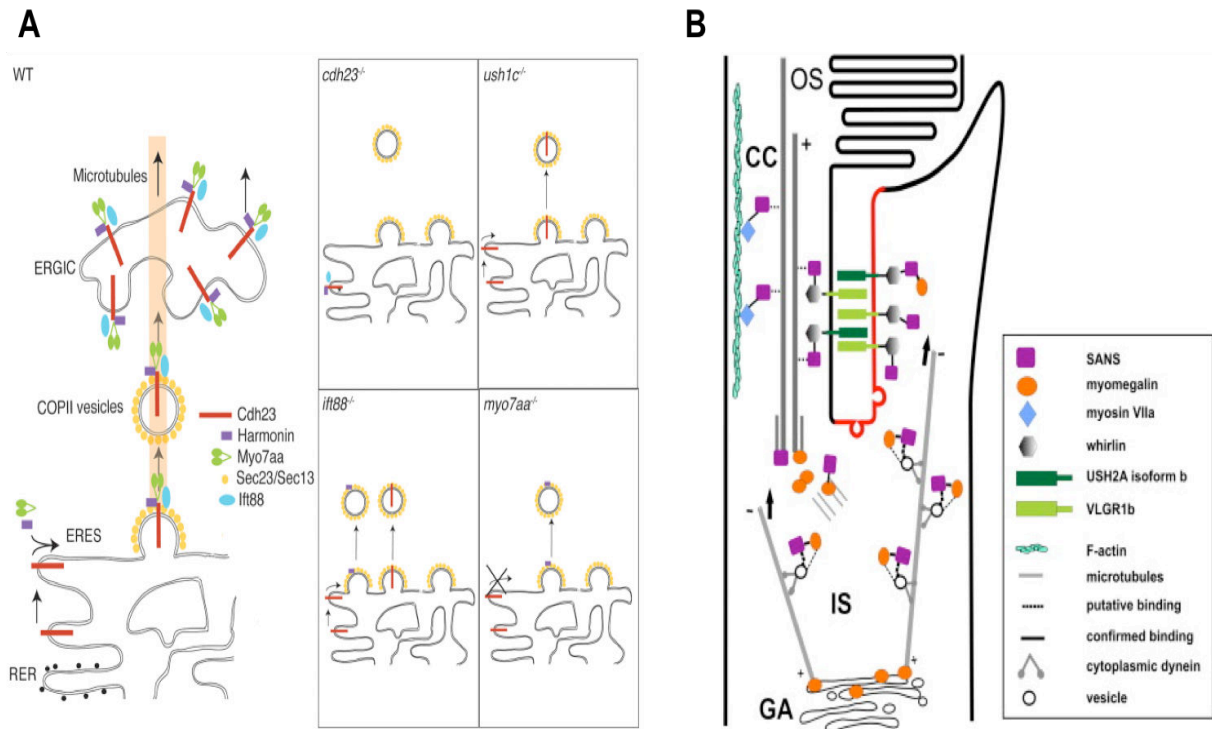 A
WT
Microtubules
ERGIC
COPII vesicles
Cdh23
Harmonin
Myo7aa
Sec23/Sec13
Ift88
ERES
RER
cdh23-/-
ush1c-/-
ift88-/-
myo7aa-/-
B
OS
CC
+
-
-
IS
+
+
GA
SANS
myomegalin
myosin VIIa
whirlin
USH2A isoform b
VLGR1b
F-actin
microtubules
putative binding
confirmed binding
cytoplasmic dynein
vesicle